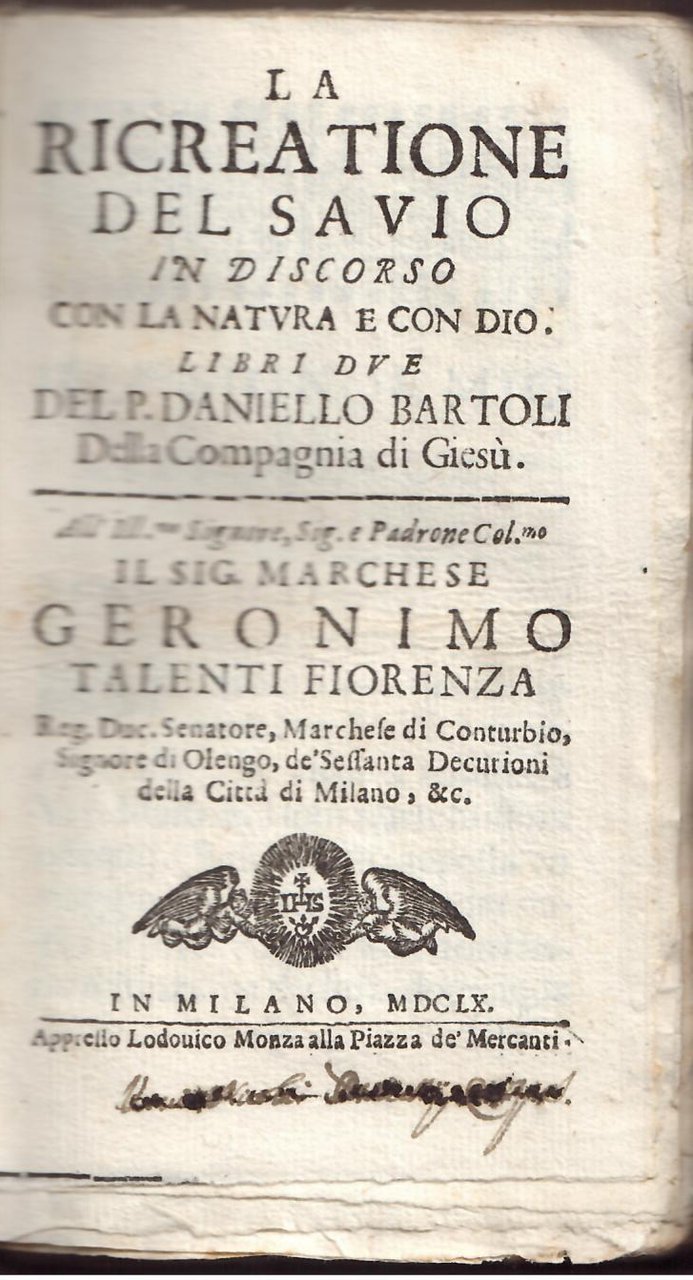 LA
RICREATIONE
DEL SAVIO
IN DISCORSO
CON LA NATVRA E CON DIO.
LIBRI DVE
DEL P. DANIELLO BARTOLI
Della Compagnia di Giesù.
All' Ill.mo Signore, Sig. e Padrone Col.mo
IL SIG. MARCHESE
GERONIMO
TALENTI FIORENZA
Reg. Duc. Senatore, Marcheſe di Conturbio,
Signore di Olengo, de' Seſſanta Decurioni
della Città di Milano, &c.
IHS
IN MILANO, MDCLX.
Appreſſo Lodouico Monza alla Piazza de' Mercanti.